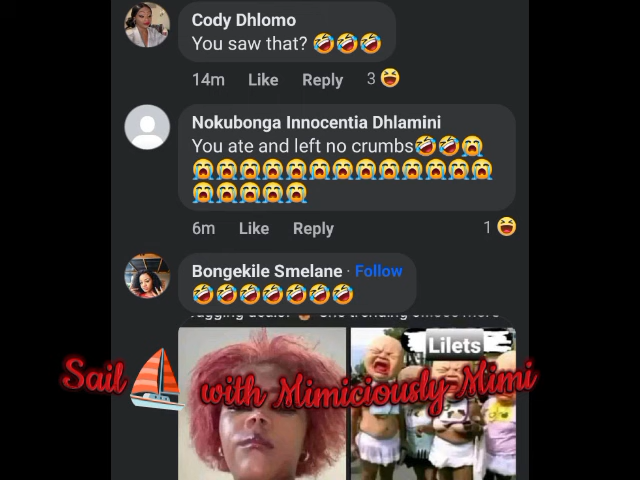 Cody Dhlomo
You saw that? 🤣🤣🤣
14m Like Reply 3 😆
Nokubonga Innocentia Dhlamini
You ate and left no crumbs🤣🤣😭
😭😭😭😭😭😭😭😭😭😭😭😭😭
😭😭😭😭😭
6m Like Reply 1 😆
Bongekile Smelane · Follow
🤣🤣🤣🤣🤣🤣🤣
Lilets
Sail ⛵ with Mimiciously Mimi